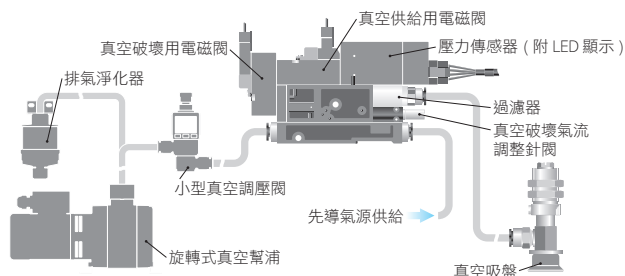 真空供給用電磁閥
真空破壞用電磁閥
壓力傳感器(附 LED 顯示)
排氣淨化器
過濾器
真空破壞氣流
調整針閥
小型真空調壓閥
先導氣源供給
旋轉式真空幫浦
真空吸盤